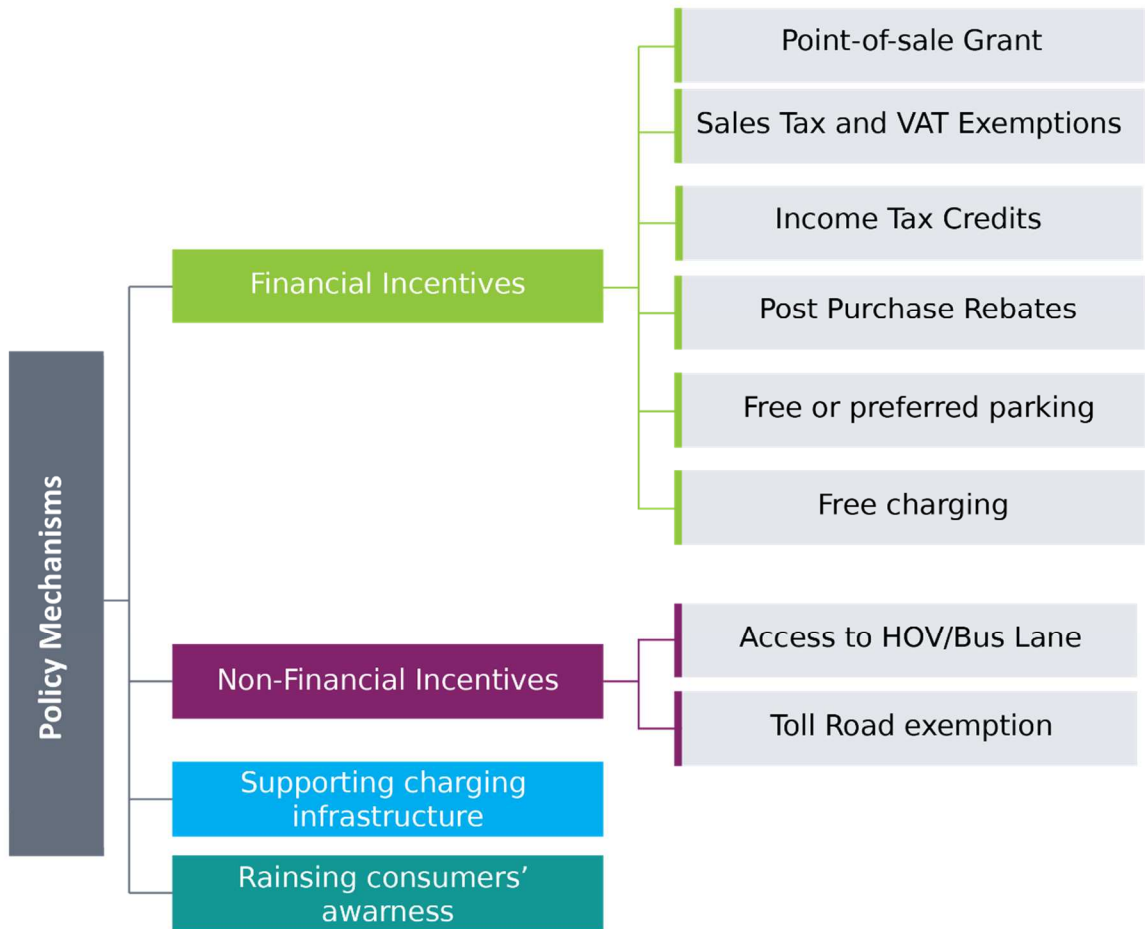 Policy Mechanisms
Financial Incentives
Point-of-sale Grant
Sales Tax and VAT Exemptions
Income Tax Credits
Post Purchase Rebates
Free or preferred parking
Free charging
Non-Financial Incentives
Access to HOV/Bus Lane
Toll Road exemption
Supporting charging
infrastructure
Rainsing consumers’
awarness